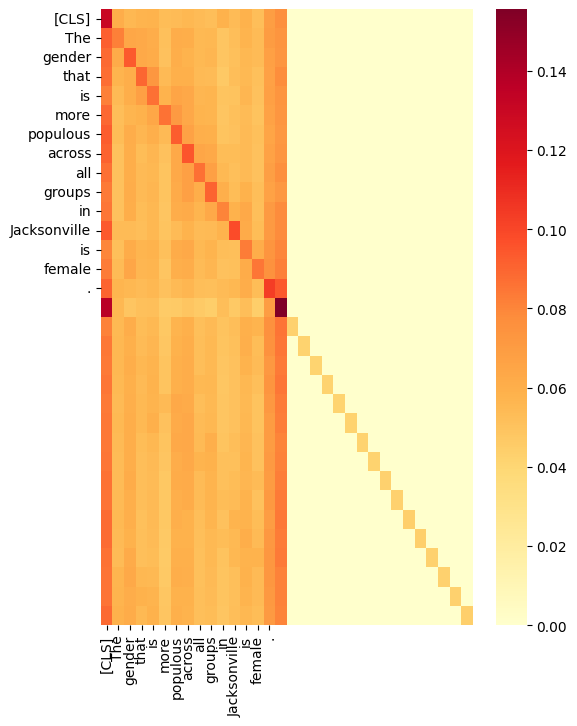 [CLS]
The
gender
that
is
more
populous
across
all
groups
in
Jacksonville
is
female
.
0.14
0.12
0.10
0.08
0.06
0.04
0.02
0.00
[CLS]
The
gender
that
is
more
populous
across
all
groups
in
Jacksonville
is
female
.